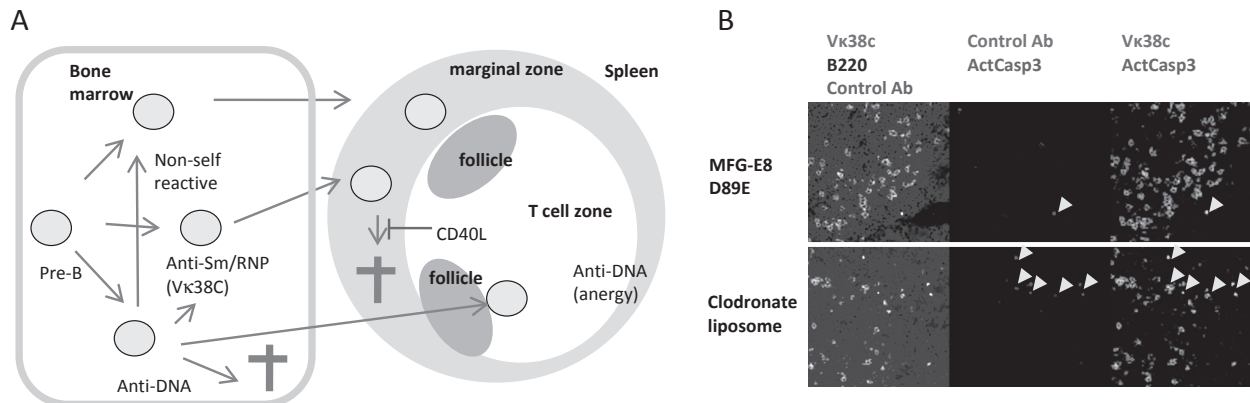 A
Bone
marrow
Non-self
reactive
Pre-B
Anti-Sm/RNP
(Vκ38C)
Anti-DNA
marginal zone
Spleen
follicle
T cell zone
CD40L
follicle
Anti-DNA
(anergy)
B
Vκ38c
B220
Control Ab
Control Ab
ActCasp3
Vκ38c
ActCasp3
MFG-E8
D89E
Clodronate
liposome